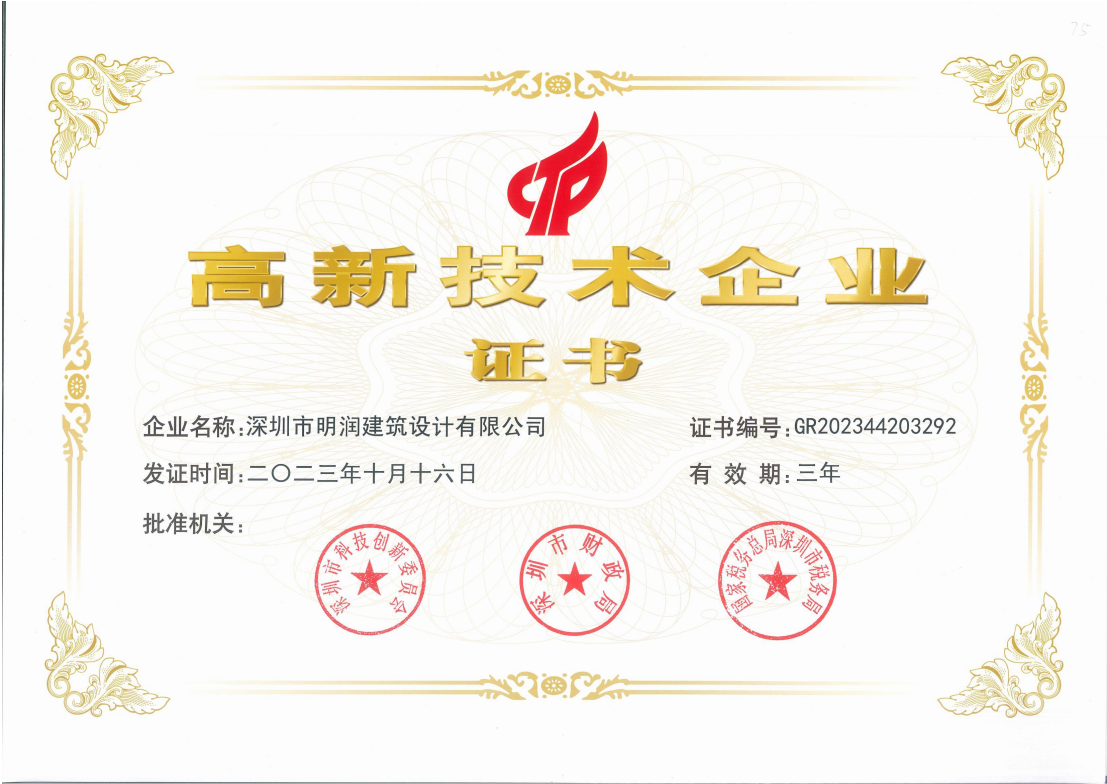 75
高新技术企业
证书
企业名称:深圳市明润建筑设计有限公司
证书编号:GR202344203292
发证时间:二〇二三年十月十六日
有效期:三年
批准机关:
深圳市科技创新委员会
深圳市财政局
国家税务总局深圳市税务局